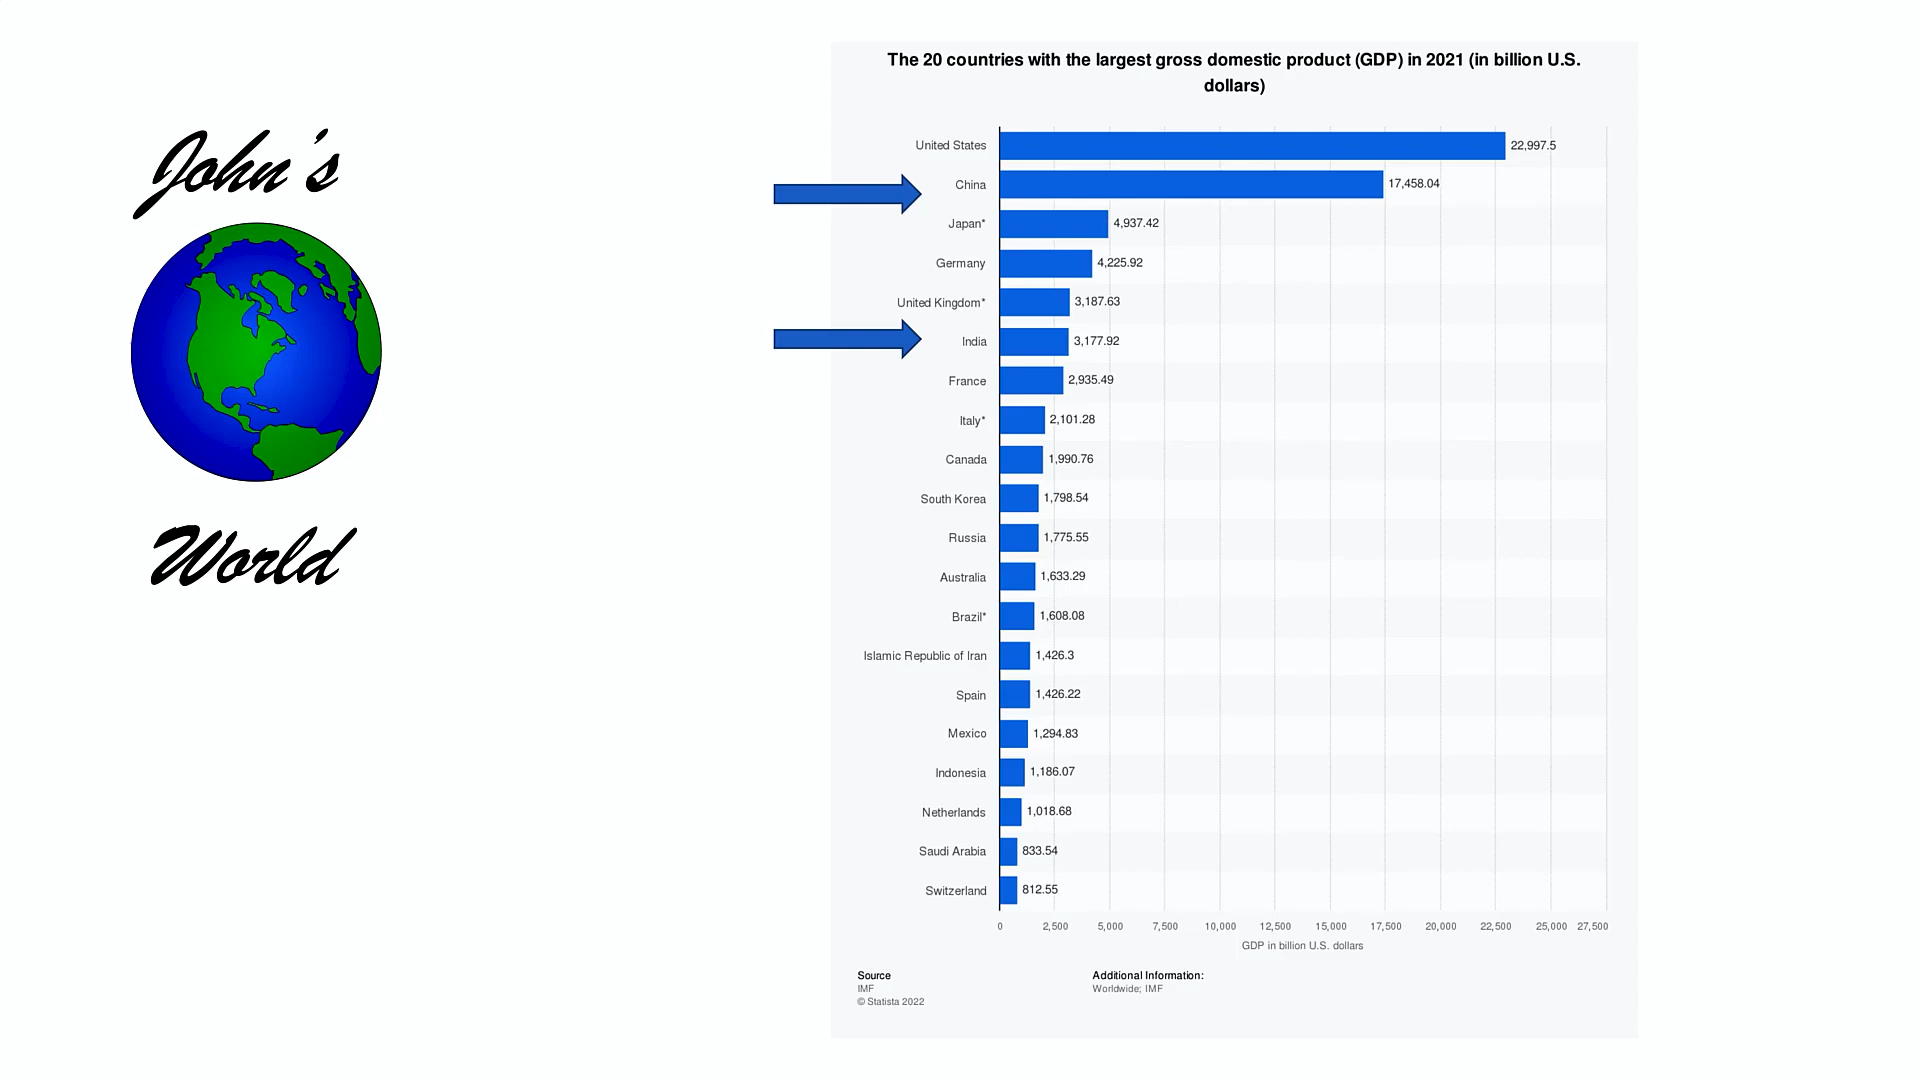 John's
World
The 20 countries with the largest gross domestic product (GDP) in 2021 (in billion U.S.
dollars)
United States 22,997.5
China 17,458.04
Japan* 4,937.42
Germany 4,225.92
United Kingdom* 3,187.63
India 3,177.92
France 2,935.49
Italy* 2,101.28
Canada 1,990.76
South Korea 1,798.54
Russia 1,775.55
Australia 1,633.29
Brazil* 1,608.08
Islamic Republic of Iran 1,426.3
Spain 1,426.22
Mexico 1,294.83
Indonesia 1,186.07
Netherlands 1,018.68
Saudi Arabia 833.54
Switzerland 812.55
0 2,500 5,000 7,500 10,000 12,500 15,000 17,500 20,000 22,500 25,000 27,500
GDP in billion U.S. dollars
Source
IMF
© Statista 2022
Additional Information:
Worldwide; IMF